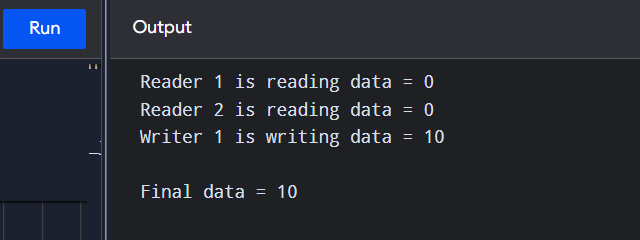 Run
Output
Reader 1 is reading data = 0
Reader 2 is reading data = 0
Writer 1 is writing data = 10
Final data = 10